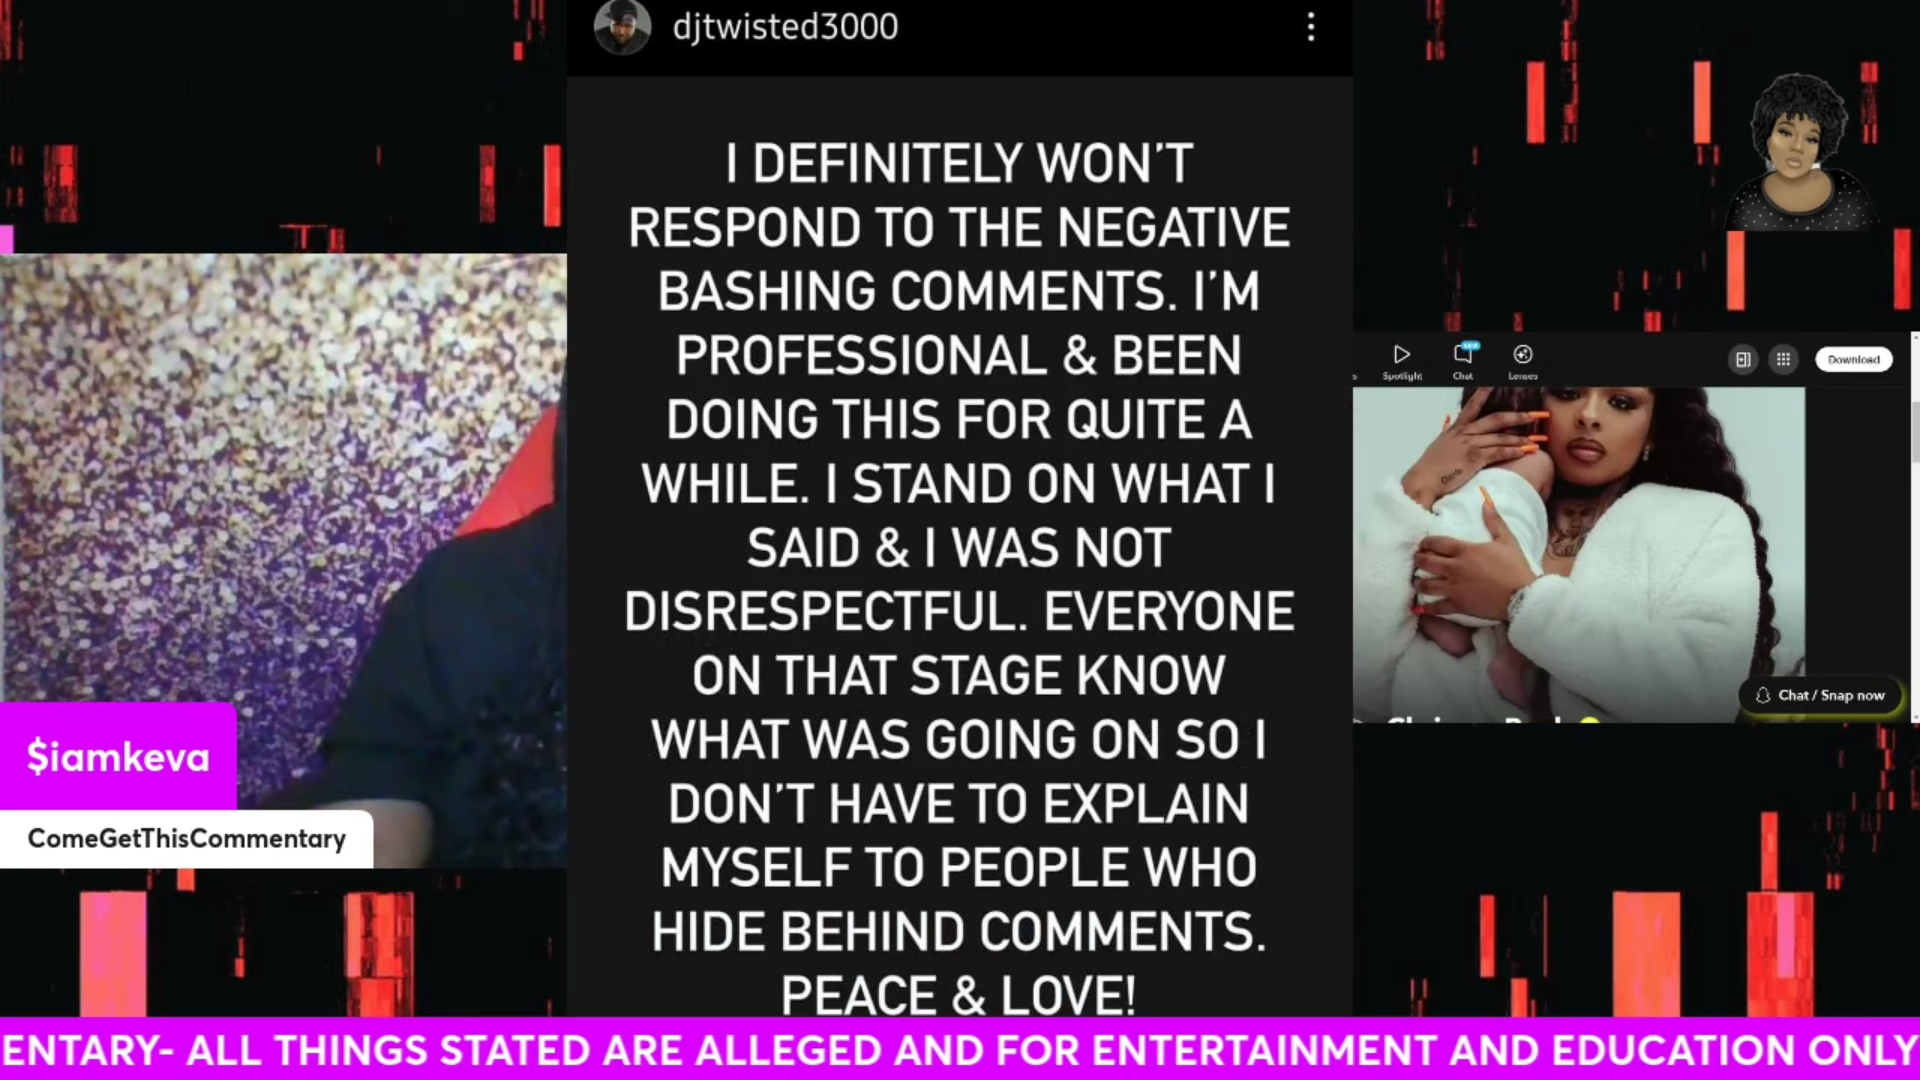 djtwisted3000
I DEFINITELY WON'T
RESPOND TO THE NEGATIVE
BASHING COMMENTS. I'M
PROFESSIONAL & BEEN
DOING THIS FOR QUITE A
WHILE. I STAND ON WHAT I
SAID & I WAS NOT
DISRESPECTFUL. EVERYONE
ON THAT STAGE KNOW
WHAT WAS GOING ON SO I
DON'T HAVE TO EXPLAIN
MYSELF TO PEOPLE WHO
HIDE BEHIND COMMENTS.
PEACE & LOVE!
$iamkeva
ComeGetThisCommentary
NEW
Spotlight Chat Lenses
Download
Chat / Snap now
ENTARY- ALL THINGS STATED ARE ALLEGED AND FOR ENTERTAINMENT AND EDUCATION ONLY